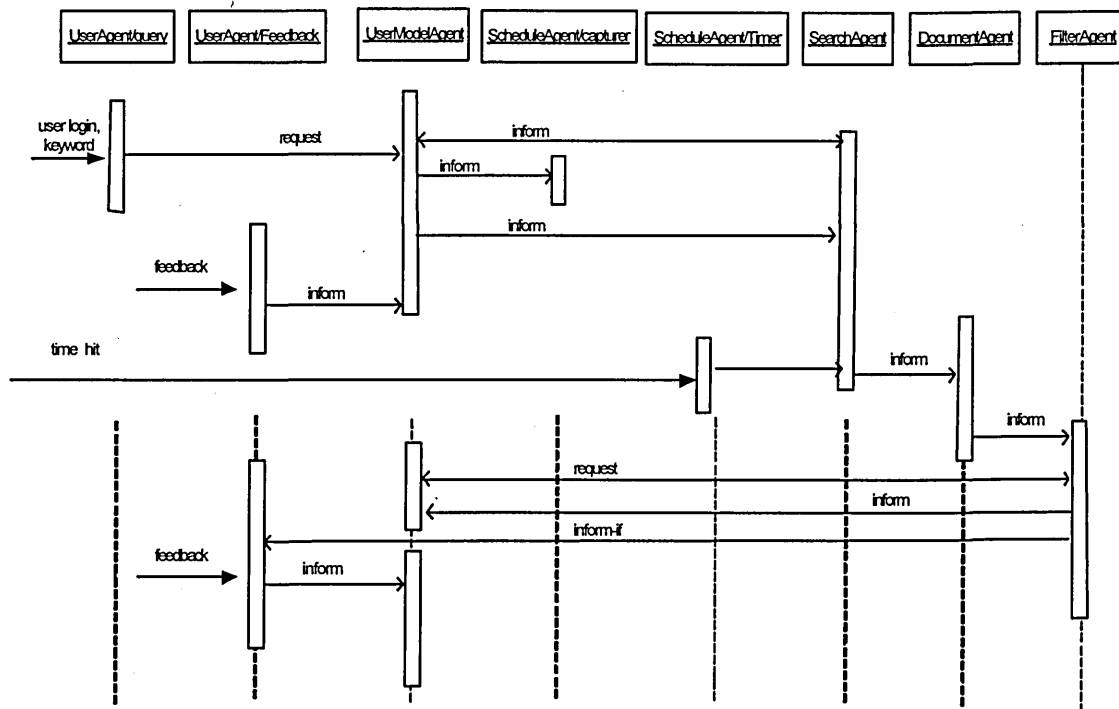 UserAgent/query
UserAgent/Feedback
UserModelAgent
ScheduleAgent/capturer
ScheduleAgent/Timer
SearchAgent
DocumentAgent
FilterAgent
user login,
keyword
request
inform
inform
inform
feedback
inform
time hit
inform
inform
request
inform
inform-if
feedback
inform